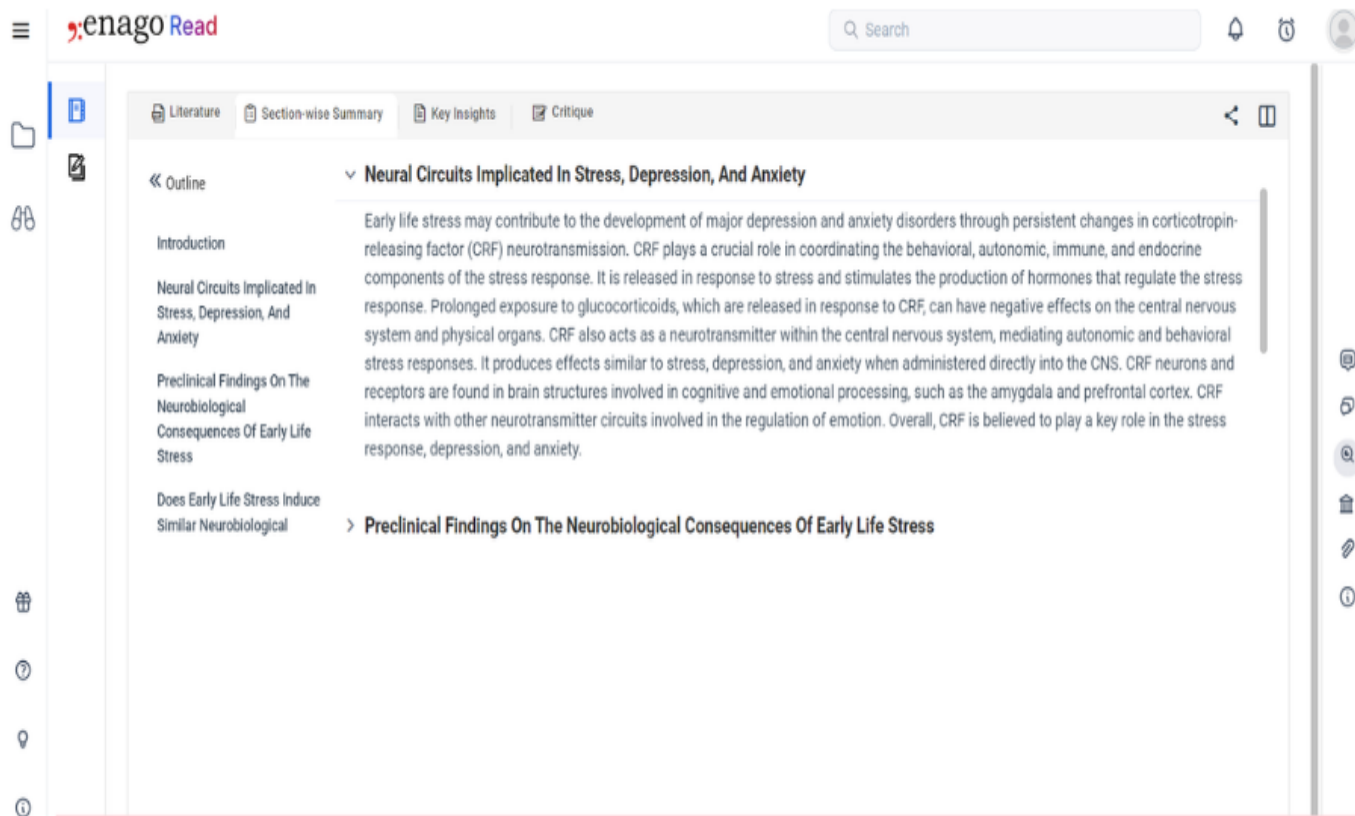 enago Read
Search
Literature
Section-wise Summary
Key Insights
Critique
Outline
Introduction
Neural Circuits Implicated In
Stress, Depression, And
Anxiety
Preclinical Findings On The
Neurobiological
Consequences Of Early Life
Stress
Does Early Life Stress Induce
Similar Neurobiological
Neural Circuits Implicated In Stress, Depression, And Anxiety
Early life stress may contribute to the development of major depression and anxiety disorders through persistent changes in corticotropin-
releasing factor (CRF) neurotransmission. CRF plays a crucial role in coordinating the behavioral, autonomic, immune, and endocrine
components of the stress response. It is released in response to stress and stimulates the production of hormones that regulate the stress
response. Prolonged exposure to glucocorticoids, which are released in response to CRF, can have negative effects on the central nervous
system and physical organs. CRF also acts as a neurotransmitter within the central nervous system, mediating autonomic and behavioral
stress responses. It produces effects similar to stress, depression, and anxiety when administered directly into the CNS. CRF neurons and
receptors are found in brain structures involved in cognitive and emotional processing, such as the amygdala and prefrontal cortex. CRF
interacts with other neurotransmitter circuits involved in the regulation of emotion. Overall, CRF is believed to play a key role in the stress
response, depression, and anxiety.
Preclinical Findings On The Neurobiological Consequences Of Early Life Stress